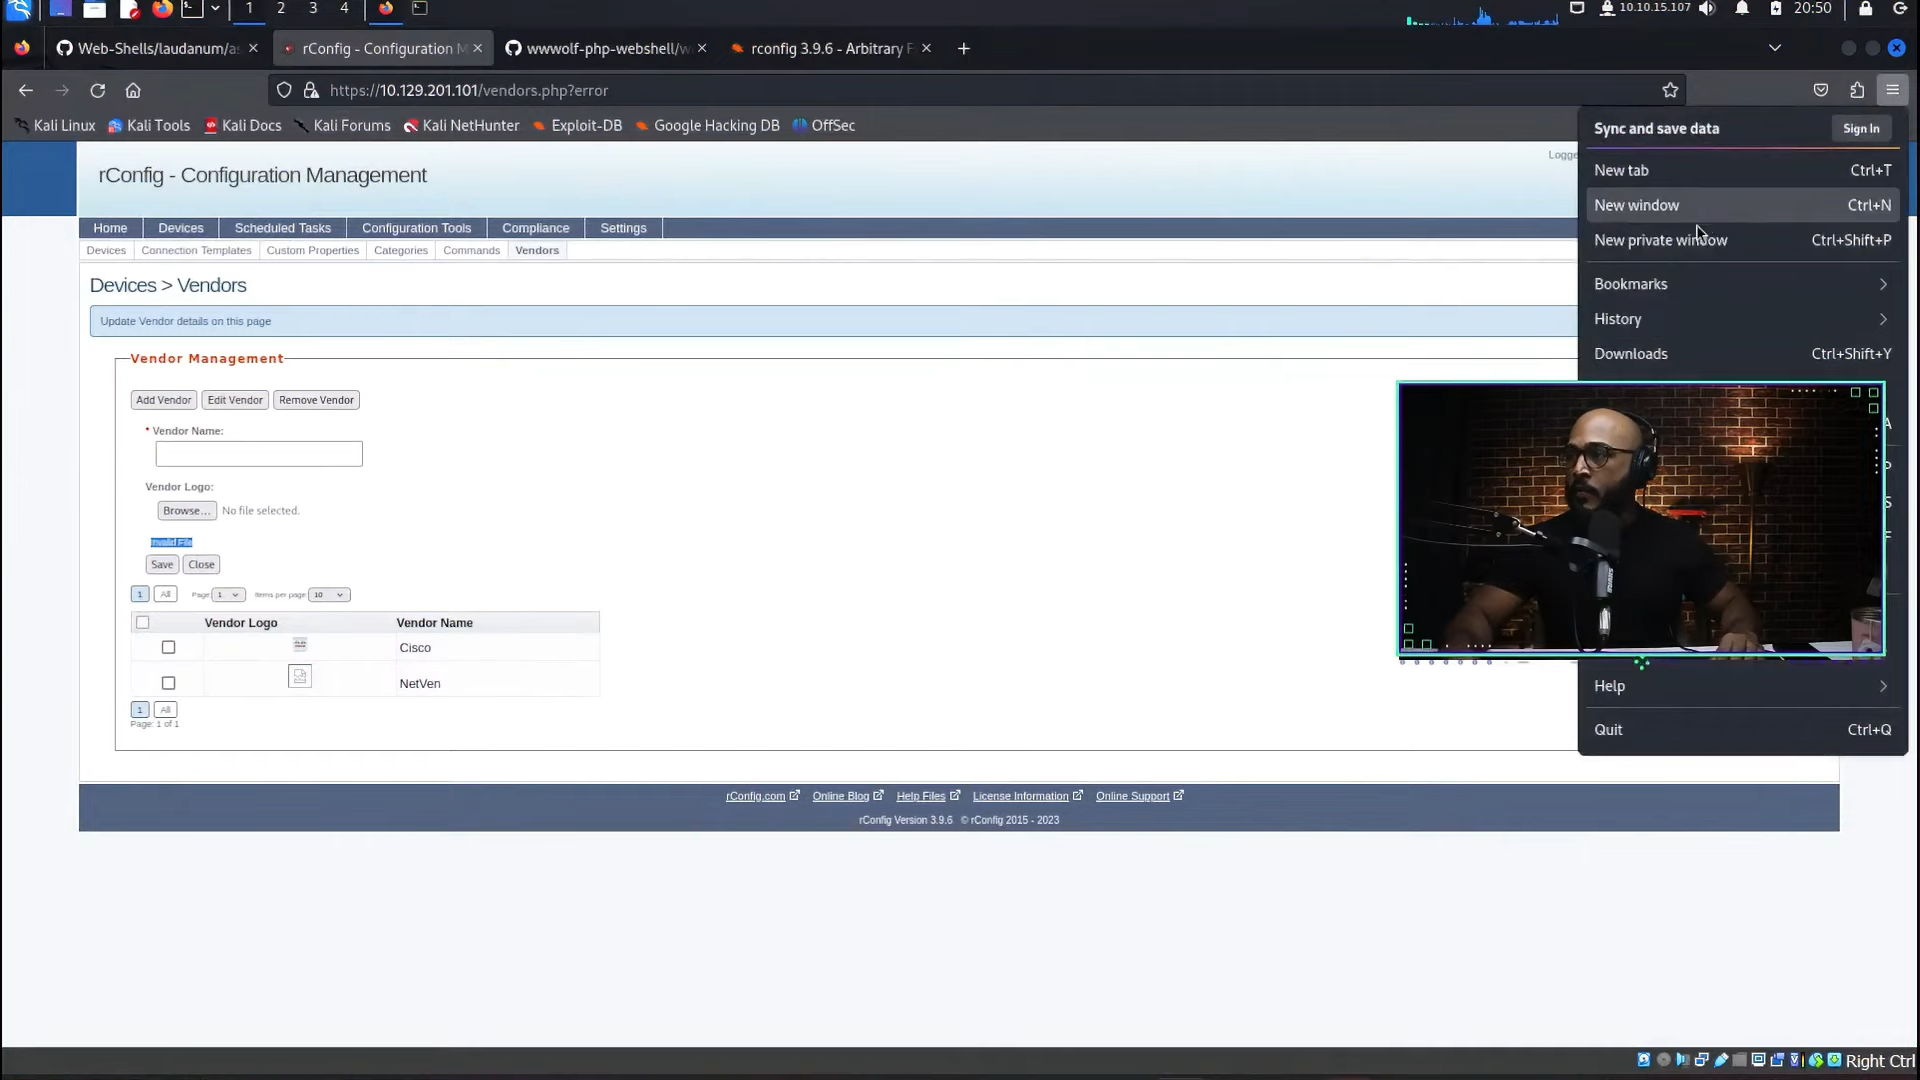 1 2 3 4
10.10.15.107 20:50
Web-Shells/laudanum/a
rConfig - Configuration M
wwwolf-php-webshell/w
rconfig 3.9.6 - Arbitrary F
https://10.129.201.101/vendors.php?error
Kali Linux Kali Tools Kali Docs Kali Forums Kali NetHunter Exploit-DB Google Hacking DB OffSec
Sync and save data Sign In
New tab Ctrl+T
New window Ctrl+N
New private window Ctrl+Shift+P
Bookmarks
History
Downloads Ctrl+Shift+Y
Help
Quit Ctrl+Q
Logge
rConfig - Configuration Management
Home Devices Scheduled Tasks Configuration Tools Compliance Settings
Devices Connection Templates Custom Properties Categories Commands Vendors
Devices > Vendors
Update Vendor details on this page
Vendor Management
Add Vendor Edit Vendor Remove Vendor
* Vendor Name:
Vendor Logo:
Browse... No file selected.
Invalid File
Save Close
1 All Page: 1 Items per page: 10
Vendor Logo Vendor Name
Cisco
NetVen
1 All
Page: 1 of 1
rConfig.com Online Blog Help Files License Information Online Support
rConfig Version 3.9.6 © rConfig 2015 - 2023
Right Ctrl